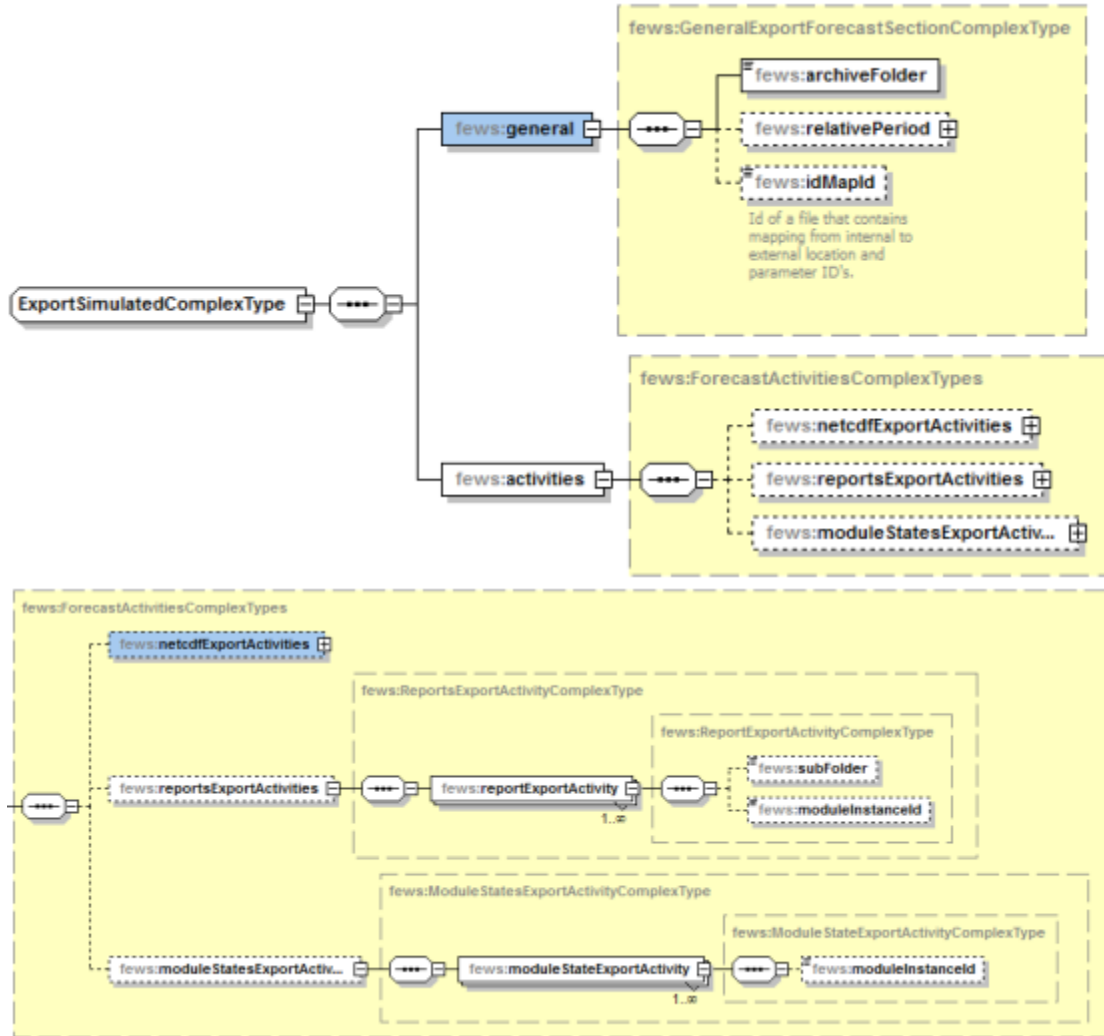 fews:GeneralExportForecastSectionComplexType
fews:archiveFolder
fews:general
fews:relativePeriod
fews:idMapId
Id of a file that contains
mapping from internal to
external location and
parameter ID's.
ExportSimulatedComplexType
fews:ForecastActivitiesComplexTypes
fews:netcdfExportActivities
fews:activities
fews:reportsExportActivities
fews:moduleStatesExportActiv...
fews:ForecastActivitiesComplexTypes
fews:netcdfExportActivities
fews:ReportsExportActivityComplexType
fews:ReportExportActivityComplexType
fews:subFolder
fews:reportsExportActivities
fews:reportExportActivity
fews:moduleInstanceId
1..∞
fews:ModuleStatesExportActivityComplexType
fews:ModuleStateExportActivityComplexType
fews:moduleStatesExportActiv...
fews:moduleStateExportActivity
fews:moduleInstanceId
1..∞